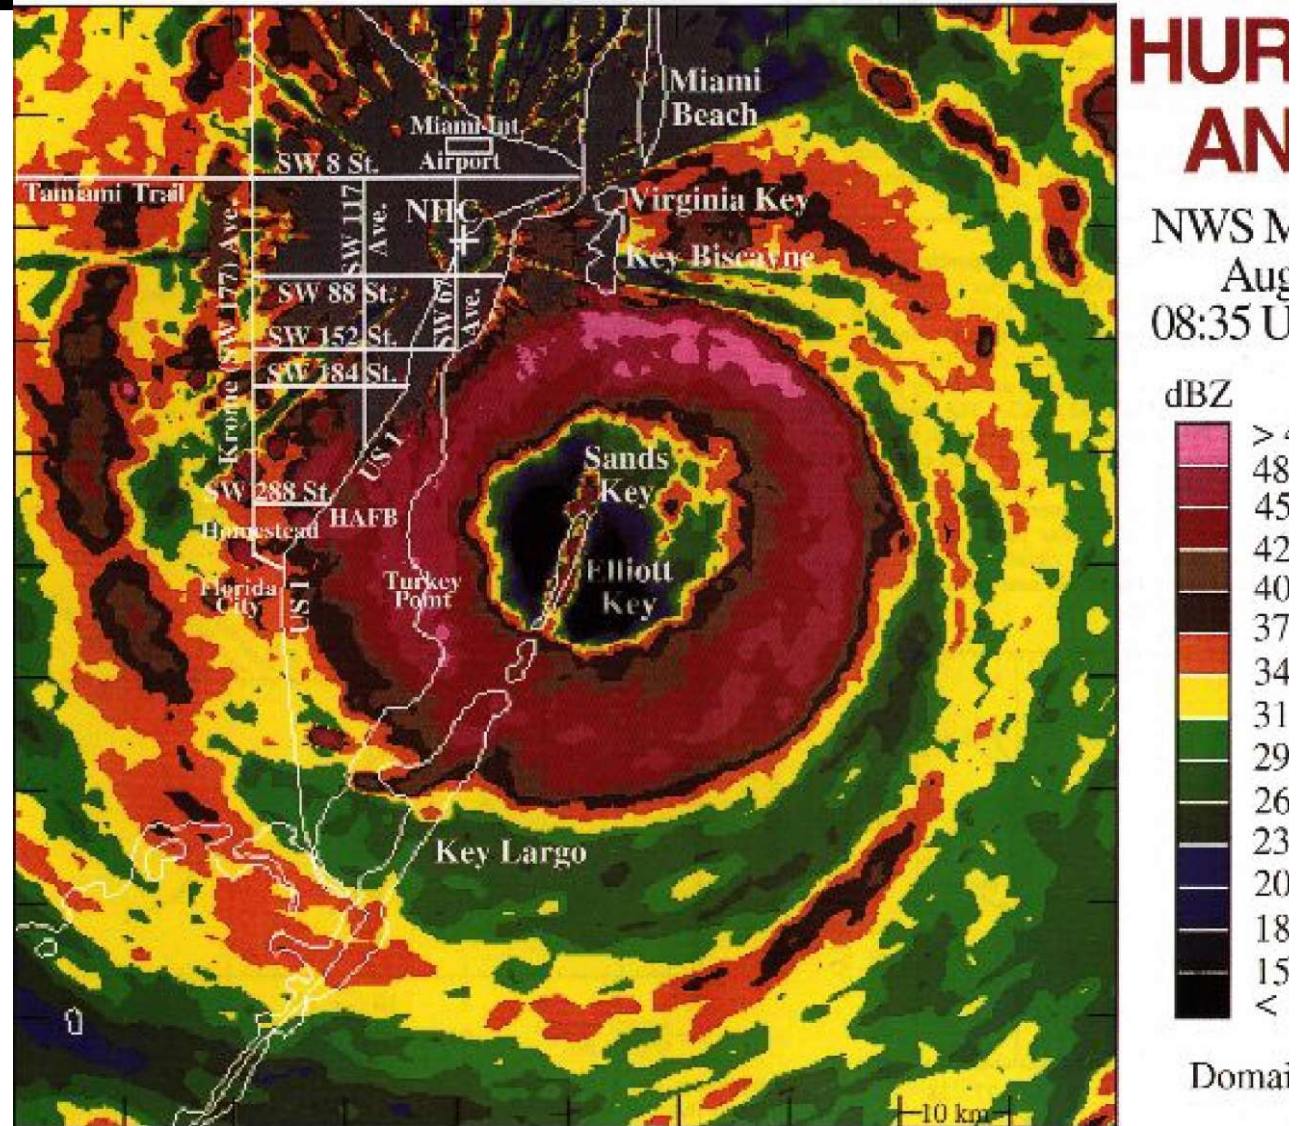 HUR
AN
NWS M
Aug
08:35 U
dBZ
> 4
48
45
42
40
37
34
31
29
26
23
20
18
15
<
Domai
Miami
Beach
Miami Int
Airport
SW 8 St.
Tamiami Trail
SW 117
Ave.
NHC
Virginia Key
Key Biscayne
Krome (SW 177) Ave.
SW 88 St.
SW 67
Ave.
SW 152 St.
SW 184 St.
US 1
Sands
Key
SW 288 St.
HAFB
Homestead
Florida
City
US 1
Turkey
Point
Elliott
Key
Key Largo
10 km